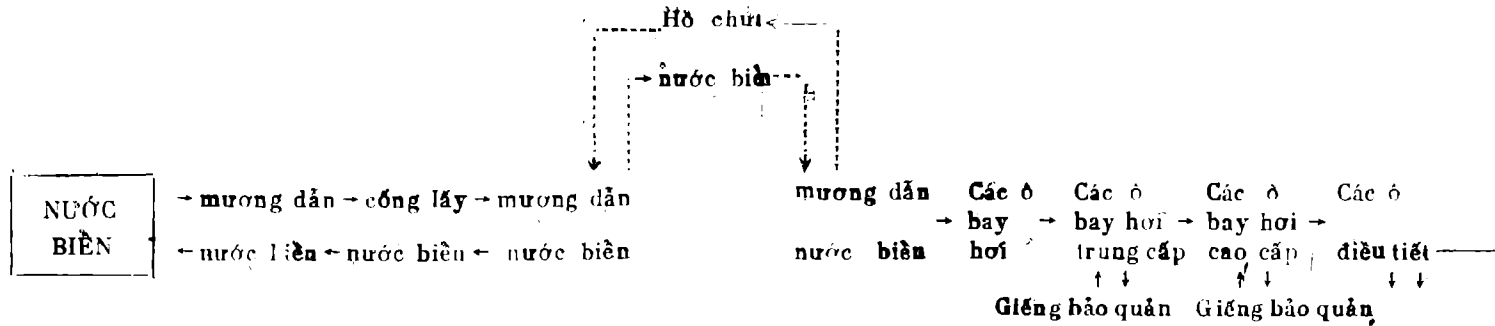 Hồ chứa
nước biển
NƯỚC
BIỂN
mương dẫn → cống lấy → mương dẫn
nước biển ← nước biển ← nước biển
mương dẫn
nước biển
Các ô
bay
hơi
Các ô
bay hơi
trung cấp
Các ô
bay hơi
cao cấp
Các ô
điều tiết
Giếng bảo quản Giếng bảo quản